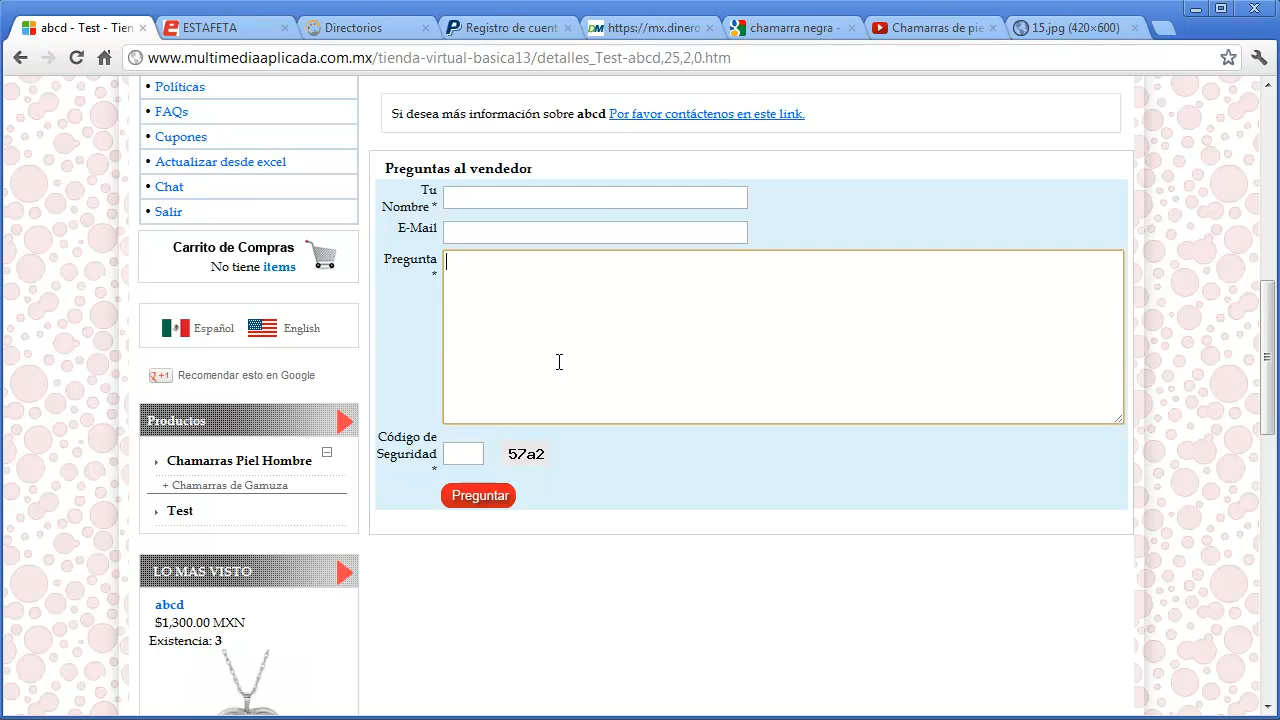 abcd - Test - Tien
ESTAFETA
Directorios
Registro de cuent
https://mx.dinero
chamarra negra -
Chamarras de pie
15.jpg (420×600)
www.multimediaaplicada.com.mx/tienda-virtual-basica13/detalles_Test-abcd,25,2,0.htm
• Políticas
• FAQs
• Cupones
• Actualizar desde excel
• Chat
• Salir
Carrito de Compras
No tiene items
Español English
+1 Recomendar esto en Google
Productos
Chamarras Piel Hombre
+ Chamarras de Gamuza
Test
LO MAS VISTO
abcd
$1,300.00 MXN
Existencia: 3
Si desea más información sobre abcd Por favor contáctenos en este link.
Preguntas al vendedor
Tu
Nombre *
E-Mail
Pregunta
*
Código de
Seguridad 57a2
*
Preguntar